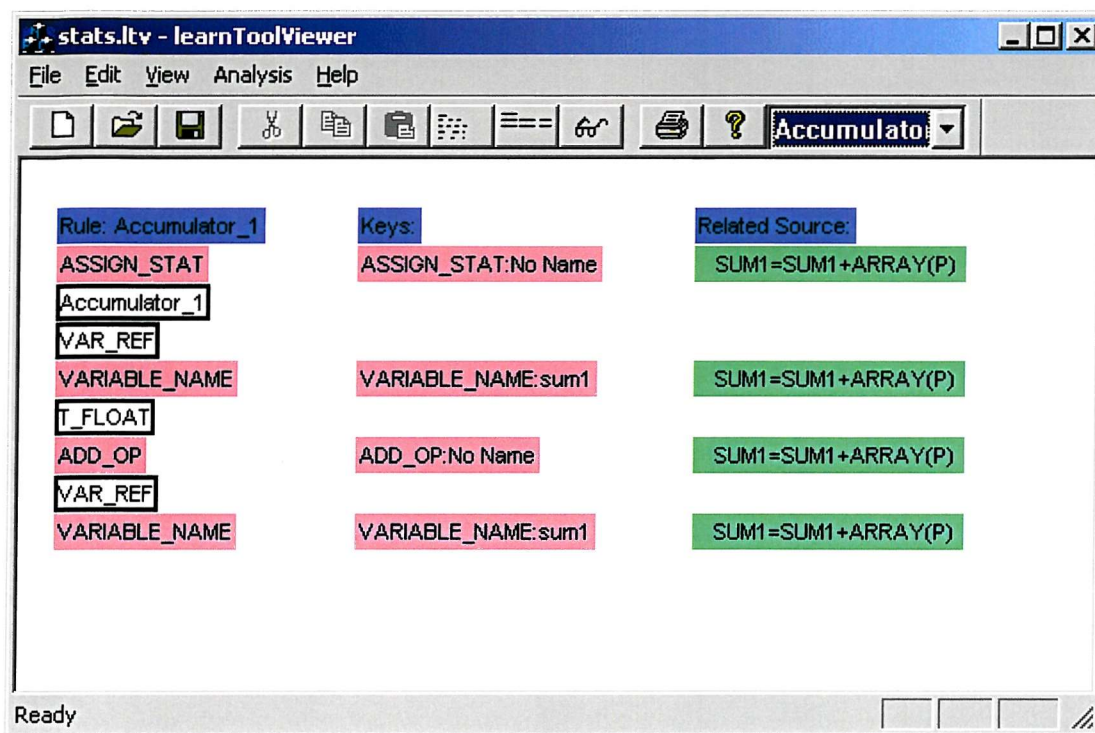 stats.ltv - learnToolViewer
File Edit View Analysis Help
Accumulato
Rule: Accumulator_1 Keys: Related Source:
ASSIGN_STAT ASSIGN_STAT:No Name SUM1=SUM1+ARRAY(P)
Accumulator_1
VAR_REF
VARIABLE_NAME VARIABLE_NAME:sum1 SUM1=SUM1+ARRAY(P)
T_FLOAT
ADD_OP ADD_OP:No Name SUM1=SUM1+ARRAY(P)
VAR_REF
VARIABLE_NAME VARIABLE_NAME:sum1 SUM1=SUM1+ARRAY(P)
Ready